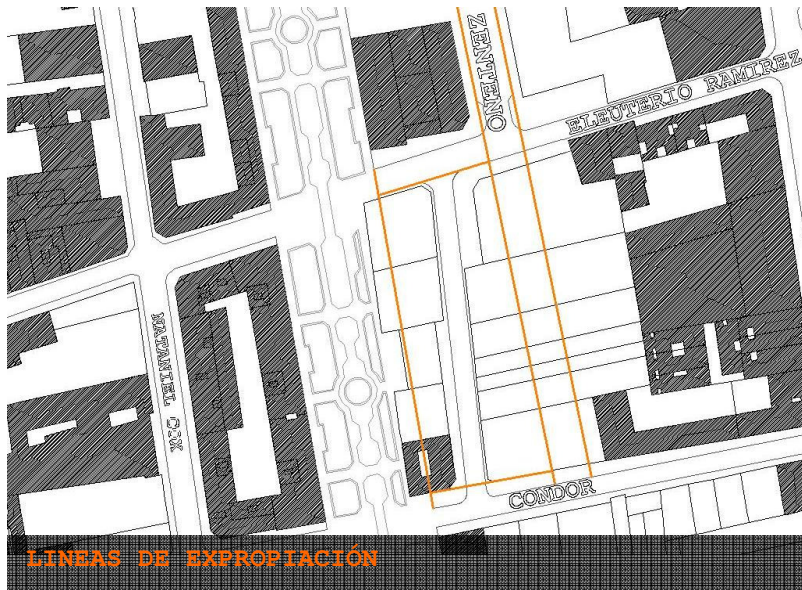 ZENTENO
ELEUTERIO RAMIREZ
NATANIEL COX
CONDOR
LINEAS DE EXPROPIACIÓN